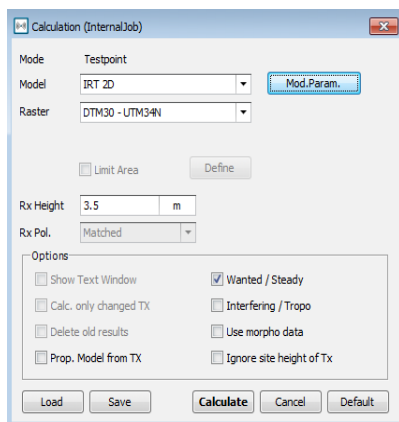 Calculation (InternalJob)
Mode Testpoint
Model IRT 2D Mod.Param.
Raster DTM30 - UTM34N
Limit Area Define
Rx Height 3.5 m
Rx Pol. Matched
Options
Show Text Window Wanted / Steady
Calc. only changed TX Interfering / Tropo
Delete old results Use morpho data
Prop. Model from TX Ignore site height of Tx
Load Save Calculate Cancel Default